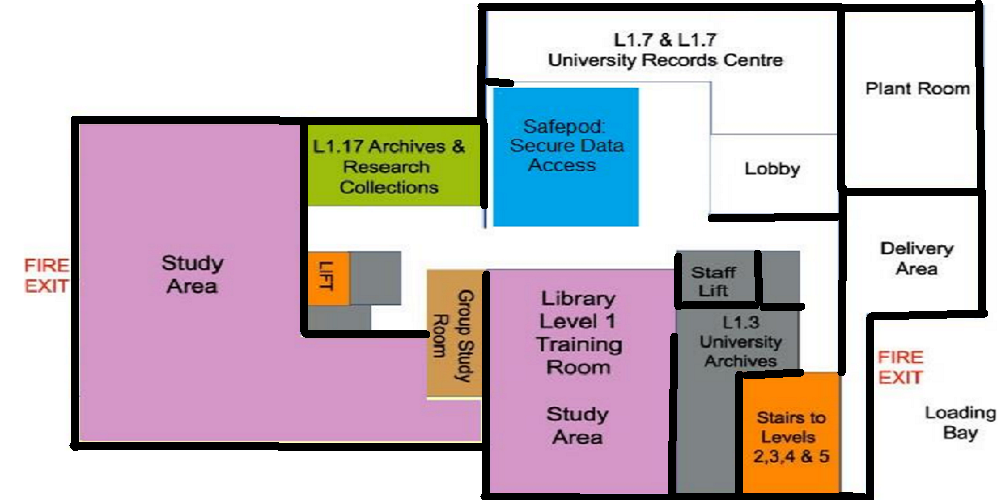 L1.7 & L1.7
University Records Centre
Plant Room
Safepod:
Secure Data
Access
L1.17 Archives &
Research
Collections
Lobby
FIRE
EXIT
Study
Area
LIFT
Group Study
Room
Library
Level 1
Training
Room
Study
Area
Staff
Lift
L1.3
University
Archives
Delivery
Area
FIRE
EXIT
Stairs to
Levels
2,3,4 & 5
Loading
Bay